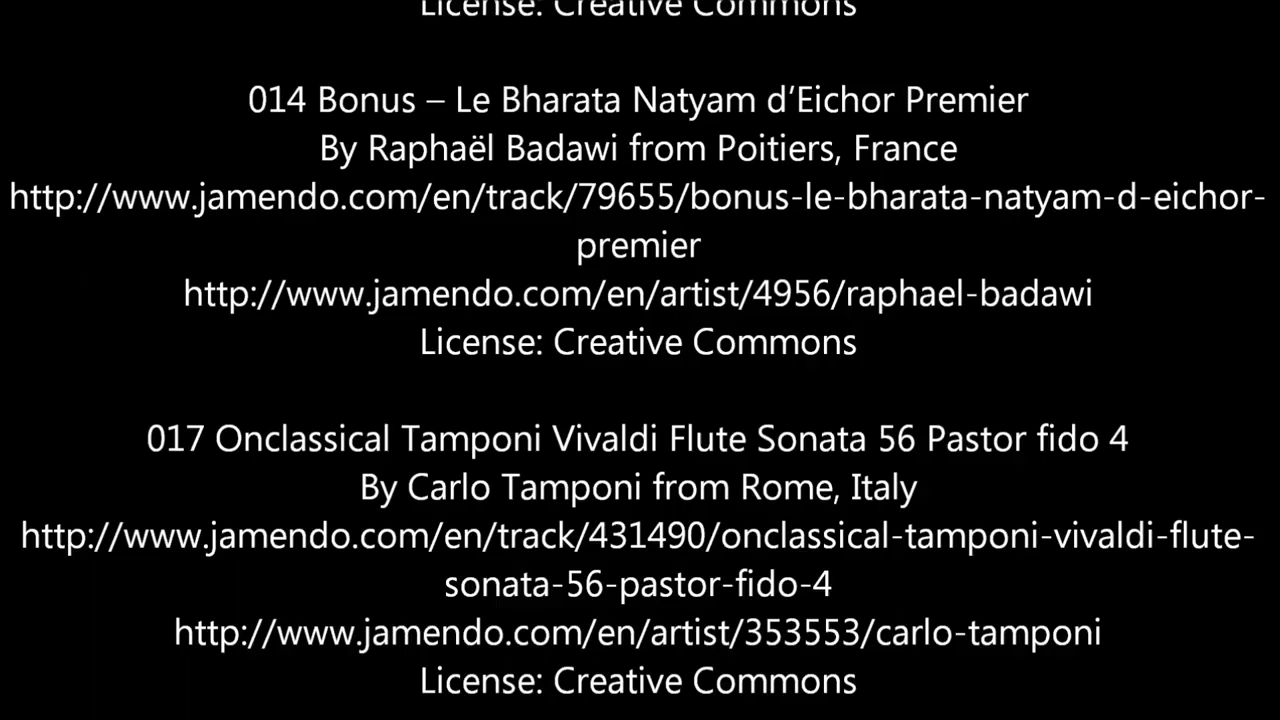 License: Creative Commons
014 Bonus – Le Bharata Natyam d’Eichor Premier
By Raphaël Badawi from Poitiers, France
http://www.jamendo.com/en/track/79655/bonus-le-bharata-natyam-d-eichor-
premier
http://www.jamendo.com/en/artist/4956/raphael-badawi
License: Creative Commons
017 Onclassical Tamponi Vivaldi Flute Sonata 56 Pastor fido 4
By Carlo Tamponi from Rome, Italy
http://www.jamendo.com/en/track/431490/onclassical-tamponi-vivaldi-flute-
sonata-56-pastor-fido-4
http://www.jamendo.com/en/artist/353553/carlo-tamponi
License: Creative Commons